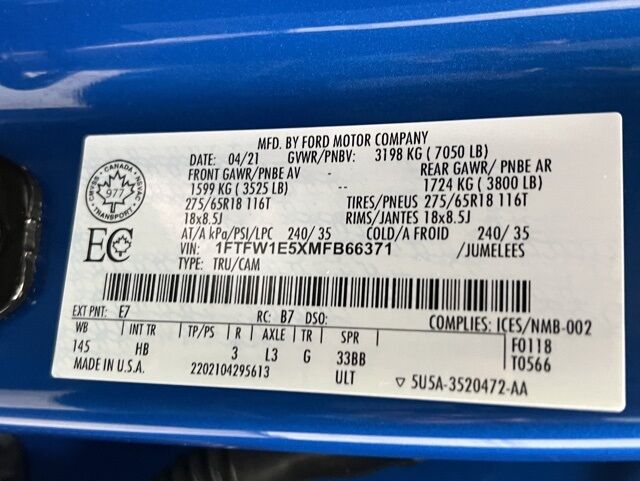 MFD. BY FORD MOTOR COMPANY
DATE: 04/21 GVWR/PNBV: 3198 KG ( 7050 LB)
FRONT GAWR/PNBE AV REAR GAWR/ PNBE AR
1599 KG ( 3525 LB) -- 1724 KG ( 3800 LB)
275/65R18 116T TIRES/PNEUS 275/65R18 116T
18x8.5J RIMS/JANTES 18x8.5J
AT/A kPa/PSI/LPC 240/ 35 COLD/A FROID 240/ 35
VIN: 1FTFW1E5XMFB66371 /JUMELEES
TYPE: TRU/CAM
CANADA
TRANSPORT
977
EC
EXT PNT: E7 RC: B7 DSO: COMPLIES: ICES/NMB-002
WB INT TR TP/PS R AXLE TR SPR F0118
145 HB 3 L3 G 33BB T0566
MADE IN U.S.A. 2202104295613 ULT 5U5A-3520472-AA